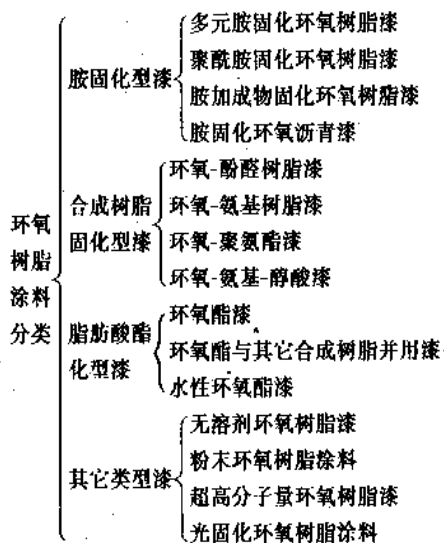 环氧树脂涂料分类
胺固化型漆
多元胺固化环氧树脂漆
聚酰胺固化环氧树脂漆
胺加成物固化环氧树脂漆
胺固化环氧沥青漆
合成树脂固化型漆
环氧-酚醛树脂漆
环氧-氨基树脂漆
环氧-聚氨酯漆
环氧-氨基-醇酸漆
脂肪酸酯化型漆
环氧酯漆
环氧酯与其它合成树脂并用漆
水性环氧酯漆
其它类型漆
无溶剂环氧树脂漆
粉末环氧树脂涂料
超高分子量环氧树脂漆
光固化环氧树脂涂料